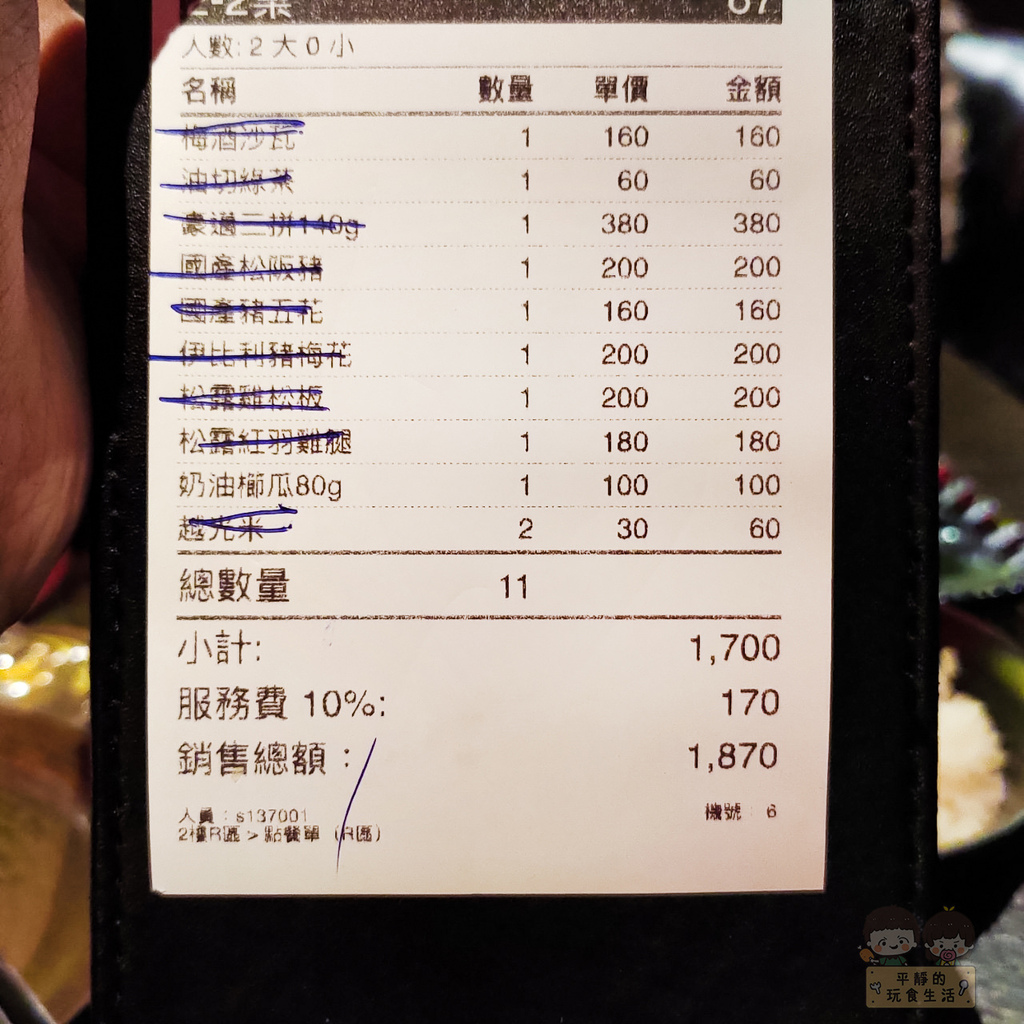 2-2桌 67
人數: 2 大 0 小
名稱 數量 單價 金額
梅酒沙瓦 1 160 160
油切綠茶 1 60 60
豪邁二拼140g 1 380 380
國產松阪豬 1 200 200
國產豬五花 1 160 160
伊比利豬梅花 1 200 200
松露雞松板 1 200 200
松露紅羽雞腿 1 180 180
奶油櫛瓜80g 1 100 100
越光米 2 30 60
總數量 11
小計: 1,700
服務費 10%: 170
銷售總額： 1,870
人員：s137001 機號：6
2樓R區 > 點餐單 (R區)
平靜的
玩食生活